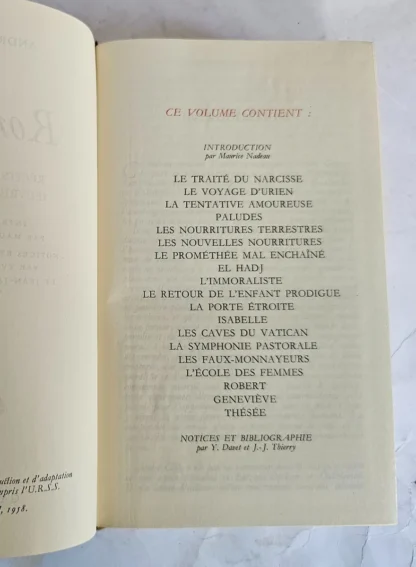 CE VOLUME CONTIENT :
INTRODUCTION
par Maurice Nadeau
LE TRAITÉ DU NARCISSE
LE VOYAGE D'URIEN
LA TENTATIVE AMOUREUSE
PALUDES
LES NOURRITURES TERRESTRES
LES NOUVELLES NOURRITURES
LE PROMÉTHÉE MAL ENCHAÎNÉ
EL HADJ
L'IMMORALISTE
LE RETOUR DE L'ENFANT PRODIGUE
LA PORTE ÉTROITE
ISABELLE
LES CAVES DU VATICAN
LA SYMPHONIE PASTORALE
LES FAUX-MONNAYEURS
L'ÉCOLE DES FEMMES
ROBERT
GENEVIÈVE
THÉSÉE
NOTICES ET BIBLIOGRAPHIE
par Y. Davet et J.-J. Thierry
et d'adaptation
l'U.R.S.S.
1958.